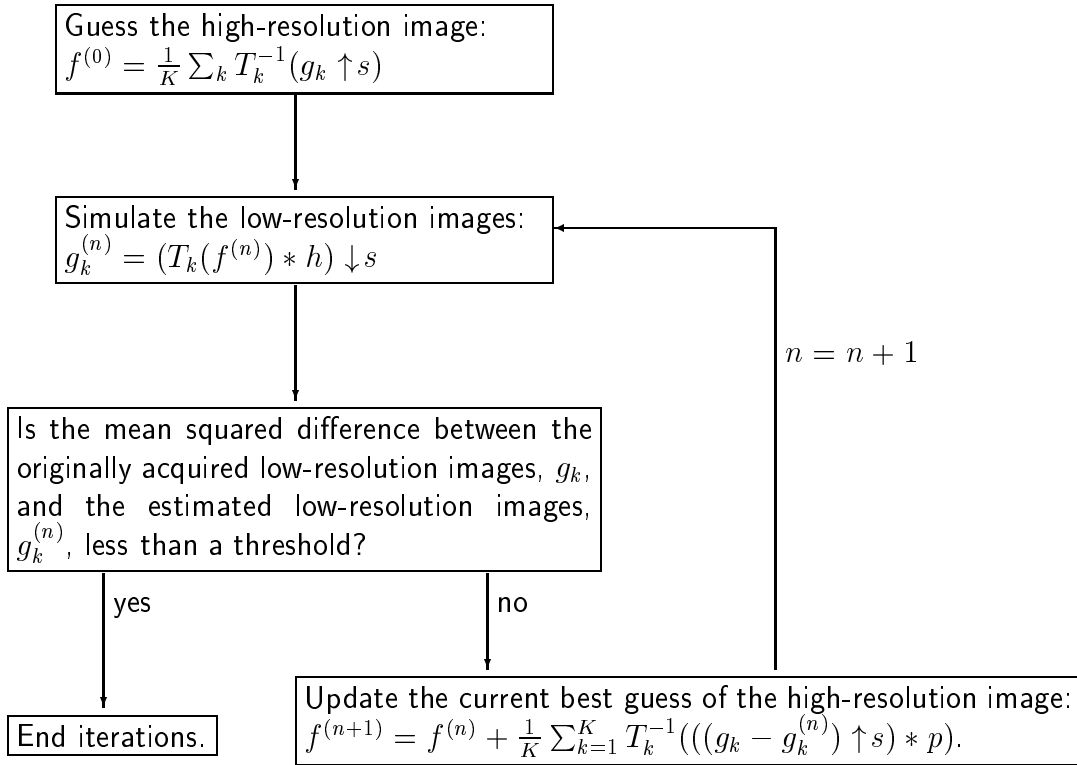 Guess the high-resolution image:
$f^{(0)} = \frac{1}{K} \sum_k T_k^{-1}(g_k \uparrow s)$
Simulate the low-resolution images:
$g_k^{(n)} = (T_k(f^{(n)}) * h) \downarrow s$
$n = n + 1$
Is the mean squared difference between the
originally acquired low-resolution images, $g_k$,
and the estimated low-resolution images,
$g_k^{(n)}$, less than a threshold?
yes
no
End iterations.
Update the current best guess of the high-resolution image:
$f^{(n+1)} = f^{(n)} + \frac{1}{K} \sum_{k=1}^{K} T_k^{-1}(((g_k - g_k^{(n)}) \uparrow s) * p).$